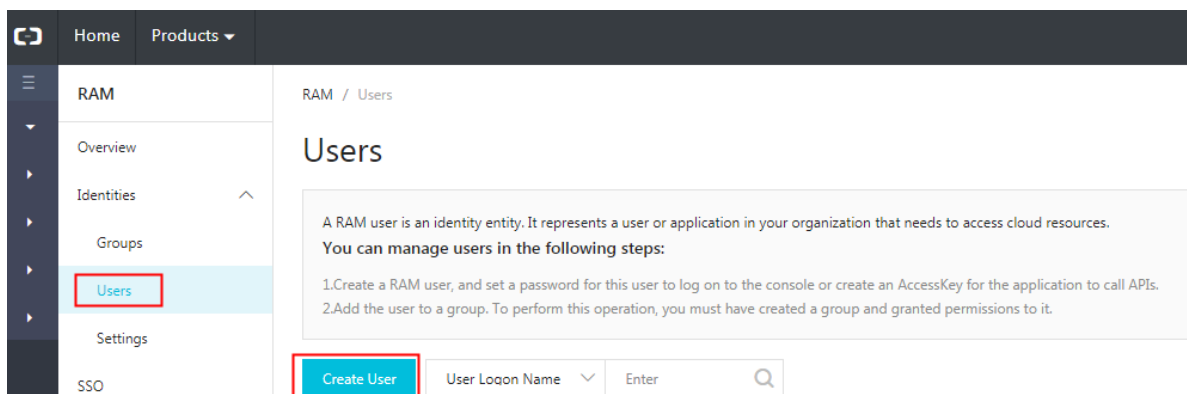 Home Products
RAM
RAM / Users
Overview
Users
Identities
A RAM user is an identity entity. It represents a user or application in your organization that needs to access cloud resources.
Groups
You can manage users in the following steps:
Users
1.Create a RAM user, and set a password for this user to log on to the console or create an AccessKey for the application to call APIs.
2.Add the user to a group. To perform this operation, you must have created a group and granted permissions to it.
Settings
SSO
Create User User Logon Name Enter